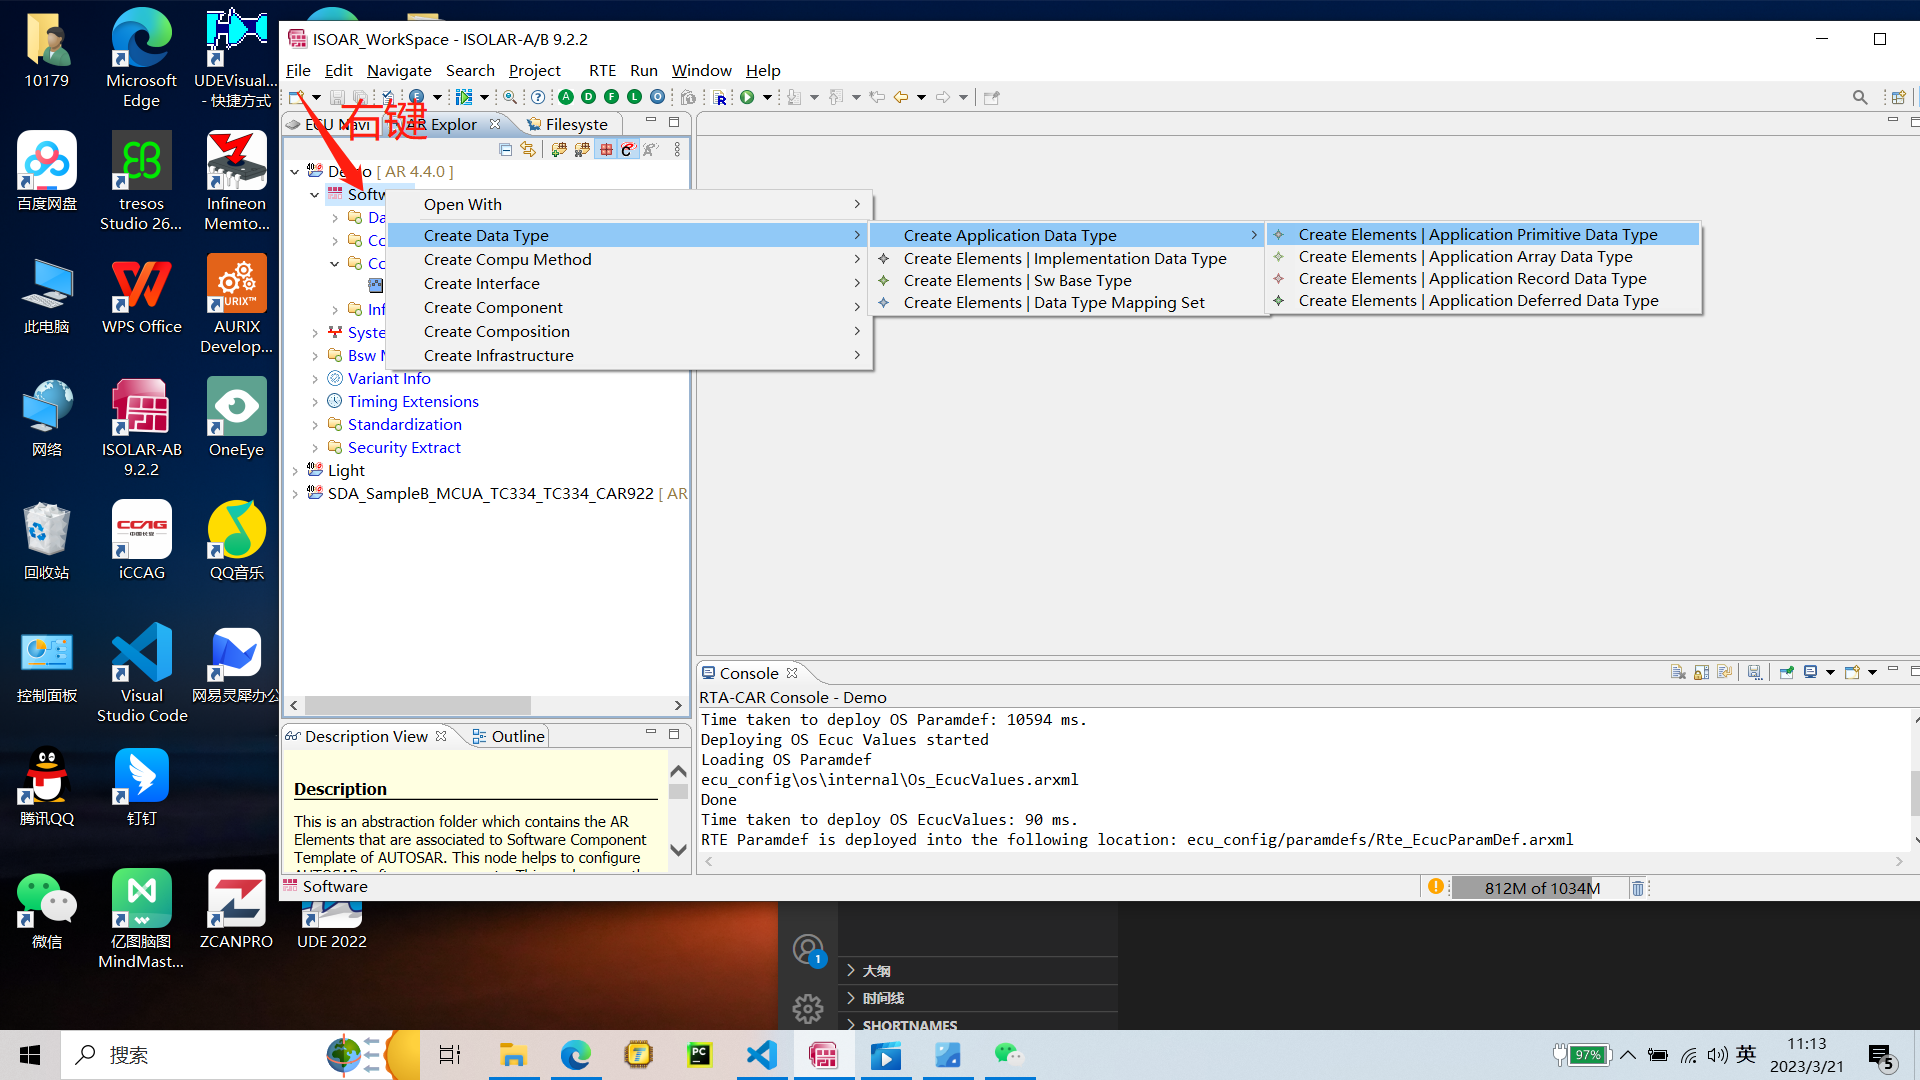 10179
Microsoft
Edge
UDEVisual...
- 快捷方式
百度网盘
tresos
Studio 26...
Infineon
Memto...
此电脑
WPS Office
AURIX
Develop...
网络
ISOLAR-AB
9.2.2
OneEye
回收站
iCCAG
QQ音乐
控制面板
Visual
Studio Code
网易灵犀办公
腾讯QQ
钉钉
微信
亿图脑图
MindMast...
ZCANPRO
UDE 2022
ISOAR_WorkSpace - ISOLAR-A/B 9.2.2
File Edit Navigate Search Project RTE Run Window Help
右键
ECU Navi
AR Explor
Filesyste
Demo [ AR 4.4.0 ]
Softw
Da
Co
Co
Inf
Syste
Bsw M
Variant Info
Timing Extensions
Standardization
Security Extract
Light
SDA_SampleB_MCUA_TC334_TC334_CAR922 [ AR
Open With
Create Data Type
Create Compu Method
Create Interface
Create Component
Create Composition
Create Infrastructure
Create Application Data Type
Create Elements | Implementation Data Type
Create Elements | Sw Base Type
Create Elements | Data Type Mapping Set
Create Elements | Application Primitive Data Type
Create Elements | Application Array Data Type
Create Elements | Application Record Data Type
Create Elements | Application Deferred Data Type
Description View
Outline
Description
This is an abstraction folder which contains the AR
Elements that are associated to Software Component
Template of AUTOSAR. This node helps to configure
Console
RTA-CAR Console - Demo
Time taken to deploy OS Paramdef: 10594 ms.
Deploying OS Ecuc Values started
Loading OS Paramdef
ecu_config\os\internal\Os_EcucValues.arxml
Done
Time taken to deploy OS EcucValues: 90 ms.
RTE Paramdef is deployed into the following location: ecu_config/paramdefs/Rte_EcucParamDef.arxml
Software
812M of 1034M
1
大纲
时间线
SHORTNAMES
搜索
97%
英
11:13
2023/3/21
5